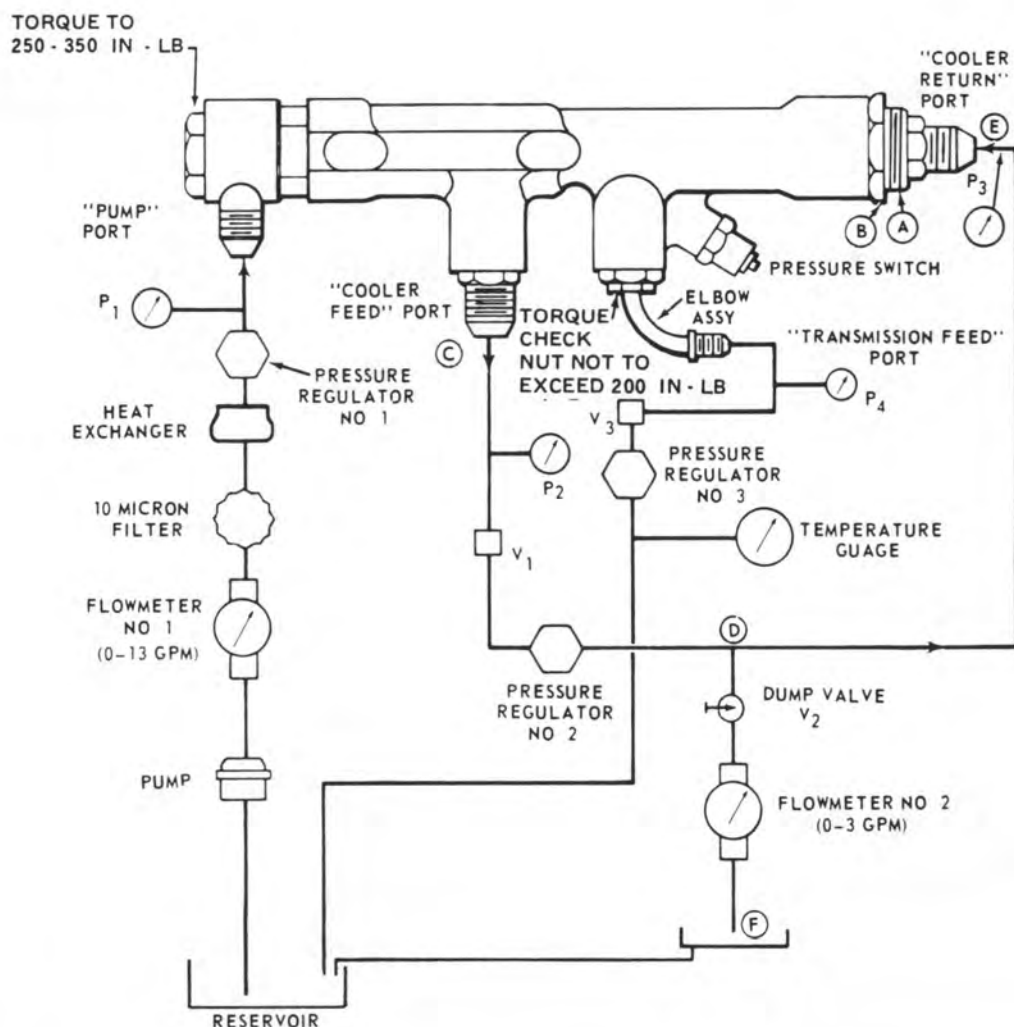 TORQUE TO
250 - 350 IN - LB
"COOLER
RETURN"
PORT
E
P3
B
A
"PUMP"
PORT
PRESSURE SWITCH
"COOLER
FEED" PORT
ELBOW
ASSY
P1
TORQUE
CHECK
NUT NOT TO
EXCEED 200 IN - LB
"TRANSMISSION FEED"
PORT
C
PRESSURE
REGULATOR
NO 1
P4
V3
HEAT
EXCHANGER
P2
PRESSURE
REGULATOR
NO 3
10 MICRON
FILTER
V1
TEMPERATURE
GUAGE
FLOWMETER
NO 1
(0-13 GPM)
D
PRESSURE
REGULATOR
NO 2
DUMP VALVE
V2
PUMP
FLOWMETER NO 2
(0-3 GPM)
F
RESERVOIR